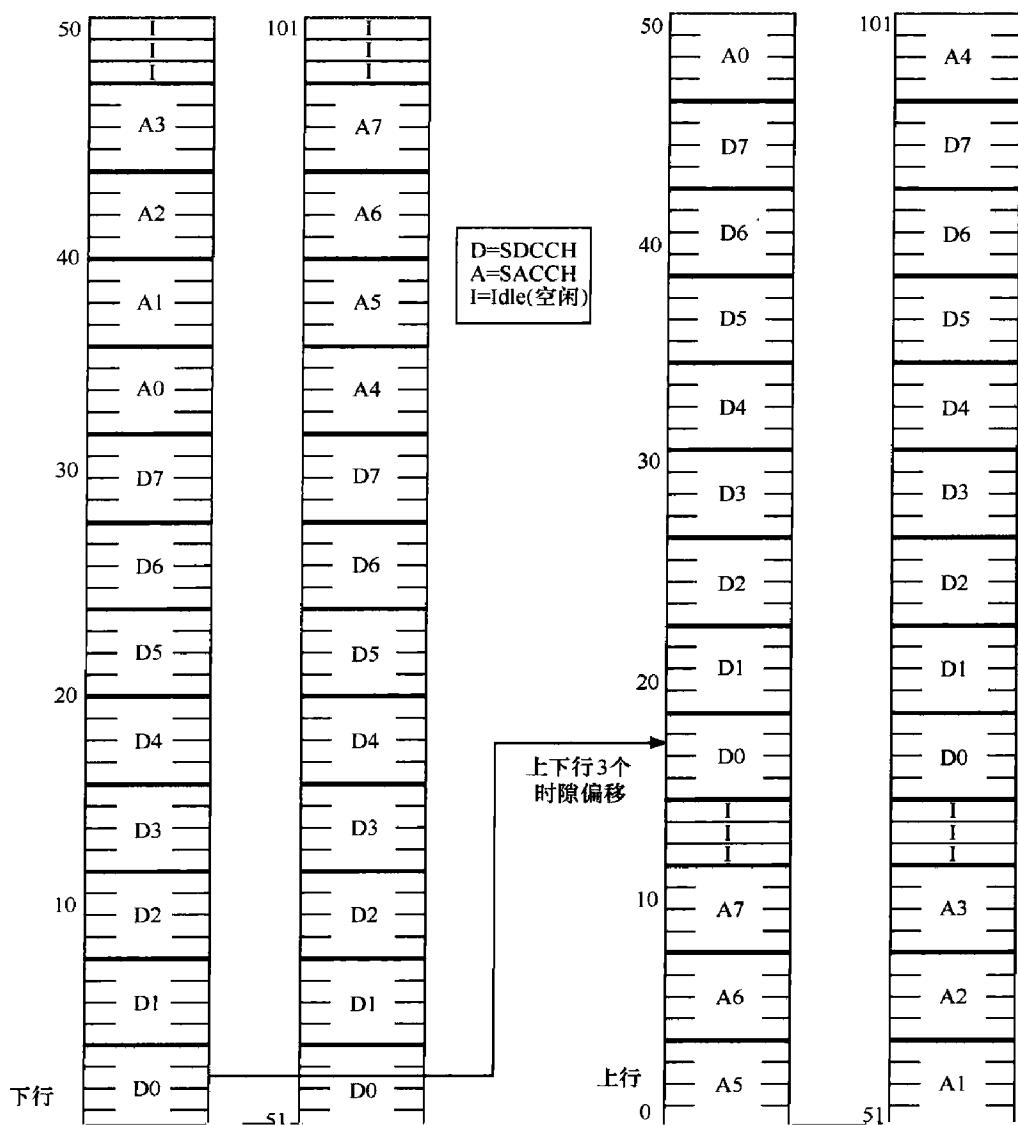 50
I
I
I
A3
A2
40
A1
A0
30
D7
D6
D5
20
D4
D3
10
D2
D1
下行
D0
101
I
I
I
A7
A6
A5
A4
D7
D6
D5
D4
D3
D2
D1
51
D0
D=SDCCH
A=SACCH
I=Idle(空闲)
上下行3个
时隙偏移
50
A0
D7
40
D6
D5
D4
30
D3
D2
D1
20
D0
I
I
I
10
A7
A6
上行
A5
0
101
A4
D7
D6
D5
D4
D3
D2
D1
D0
I
I
I
A3
A2
A1
51